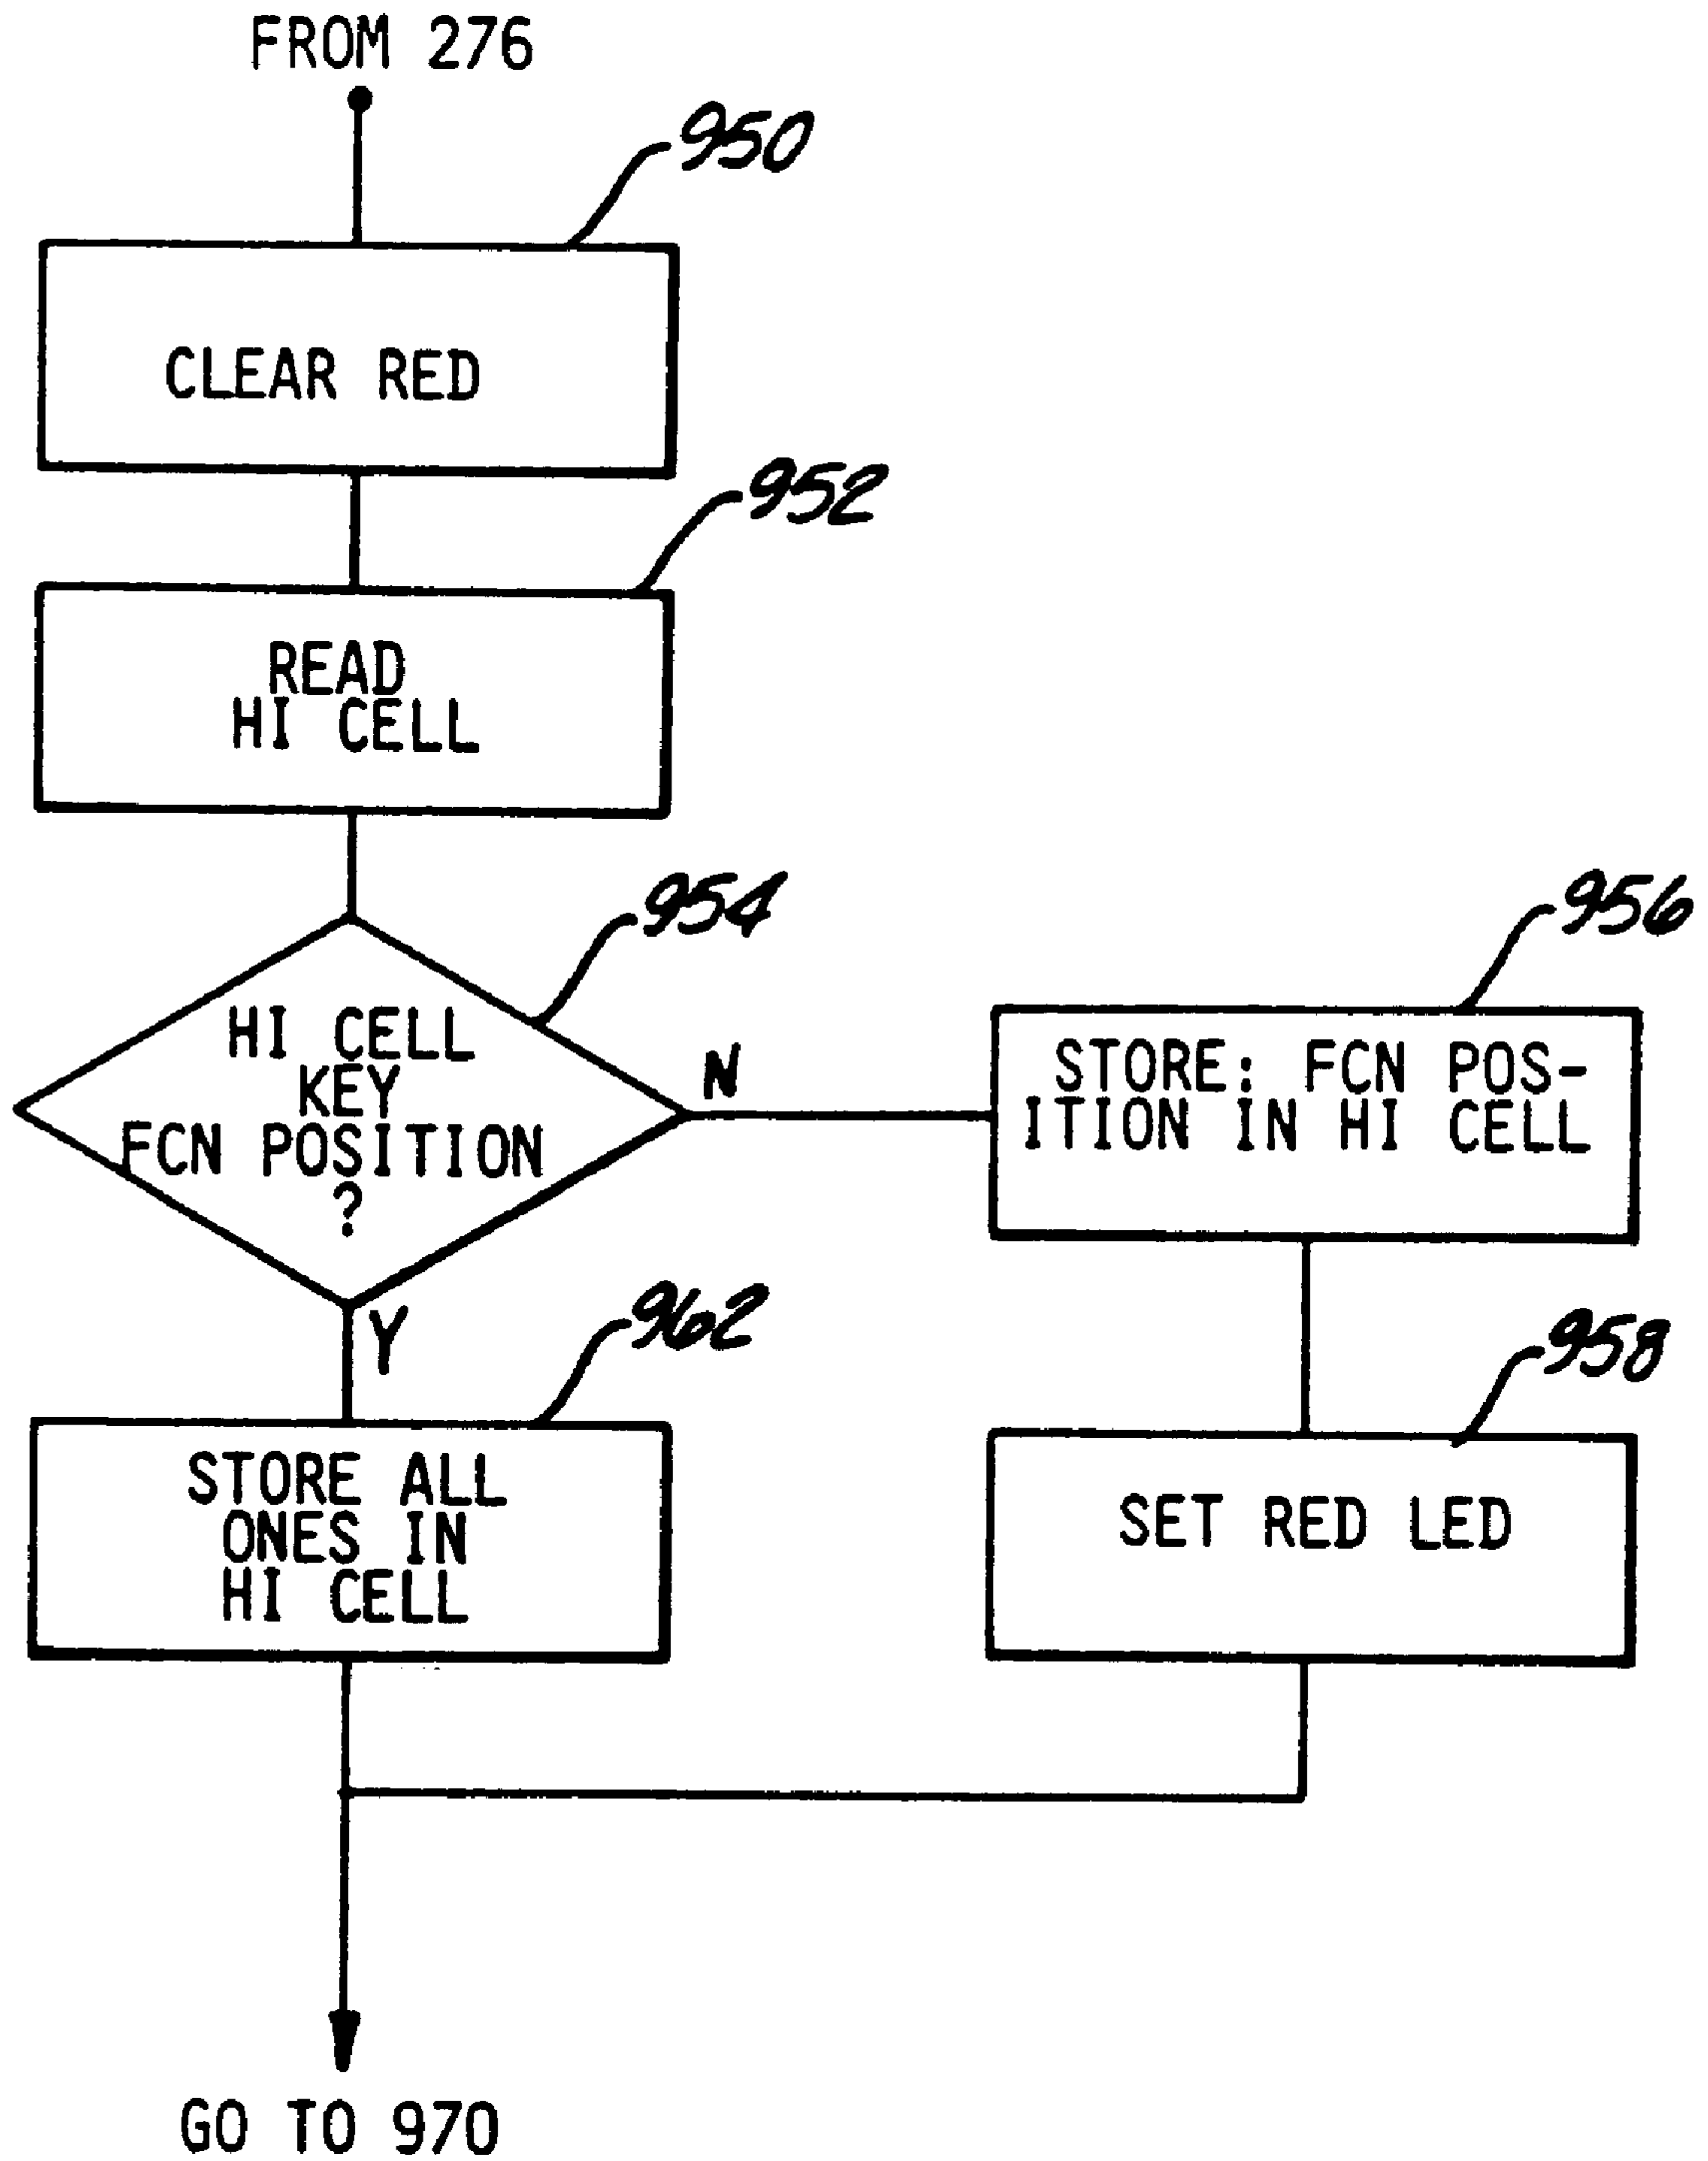 FROM 276
950
CLEAR RED
952
READ
HI CELL
954
HI CELL
KEY
FCN POSITION
?
N
956
STORE: FCN POS-
ITION IN HI CELL
Y
962
STORE ALL
ONES IN
HI CELL
958
SET RED LED
GO TO 970